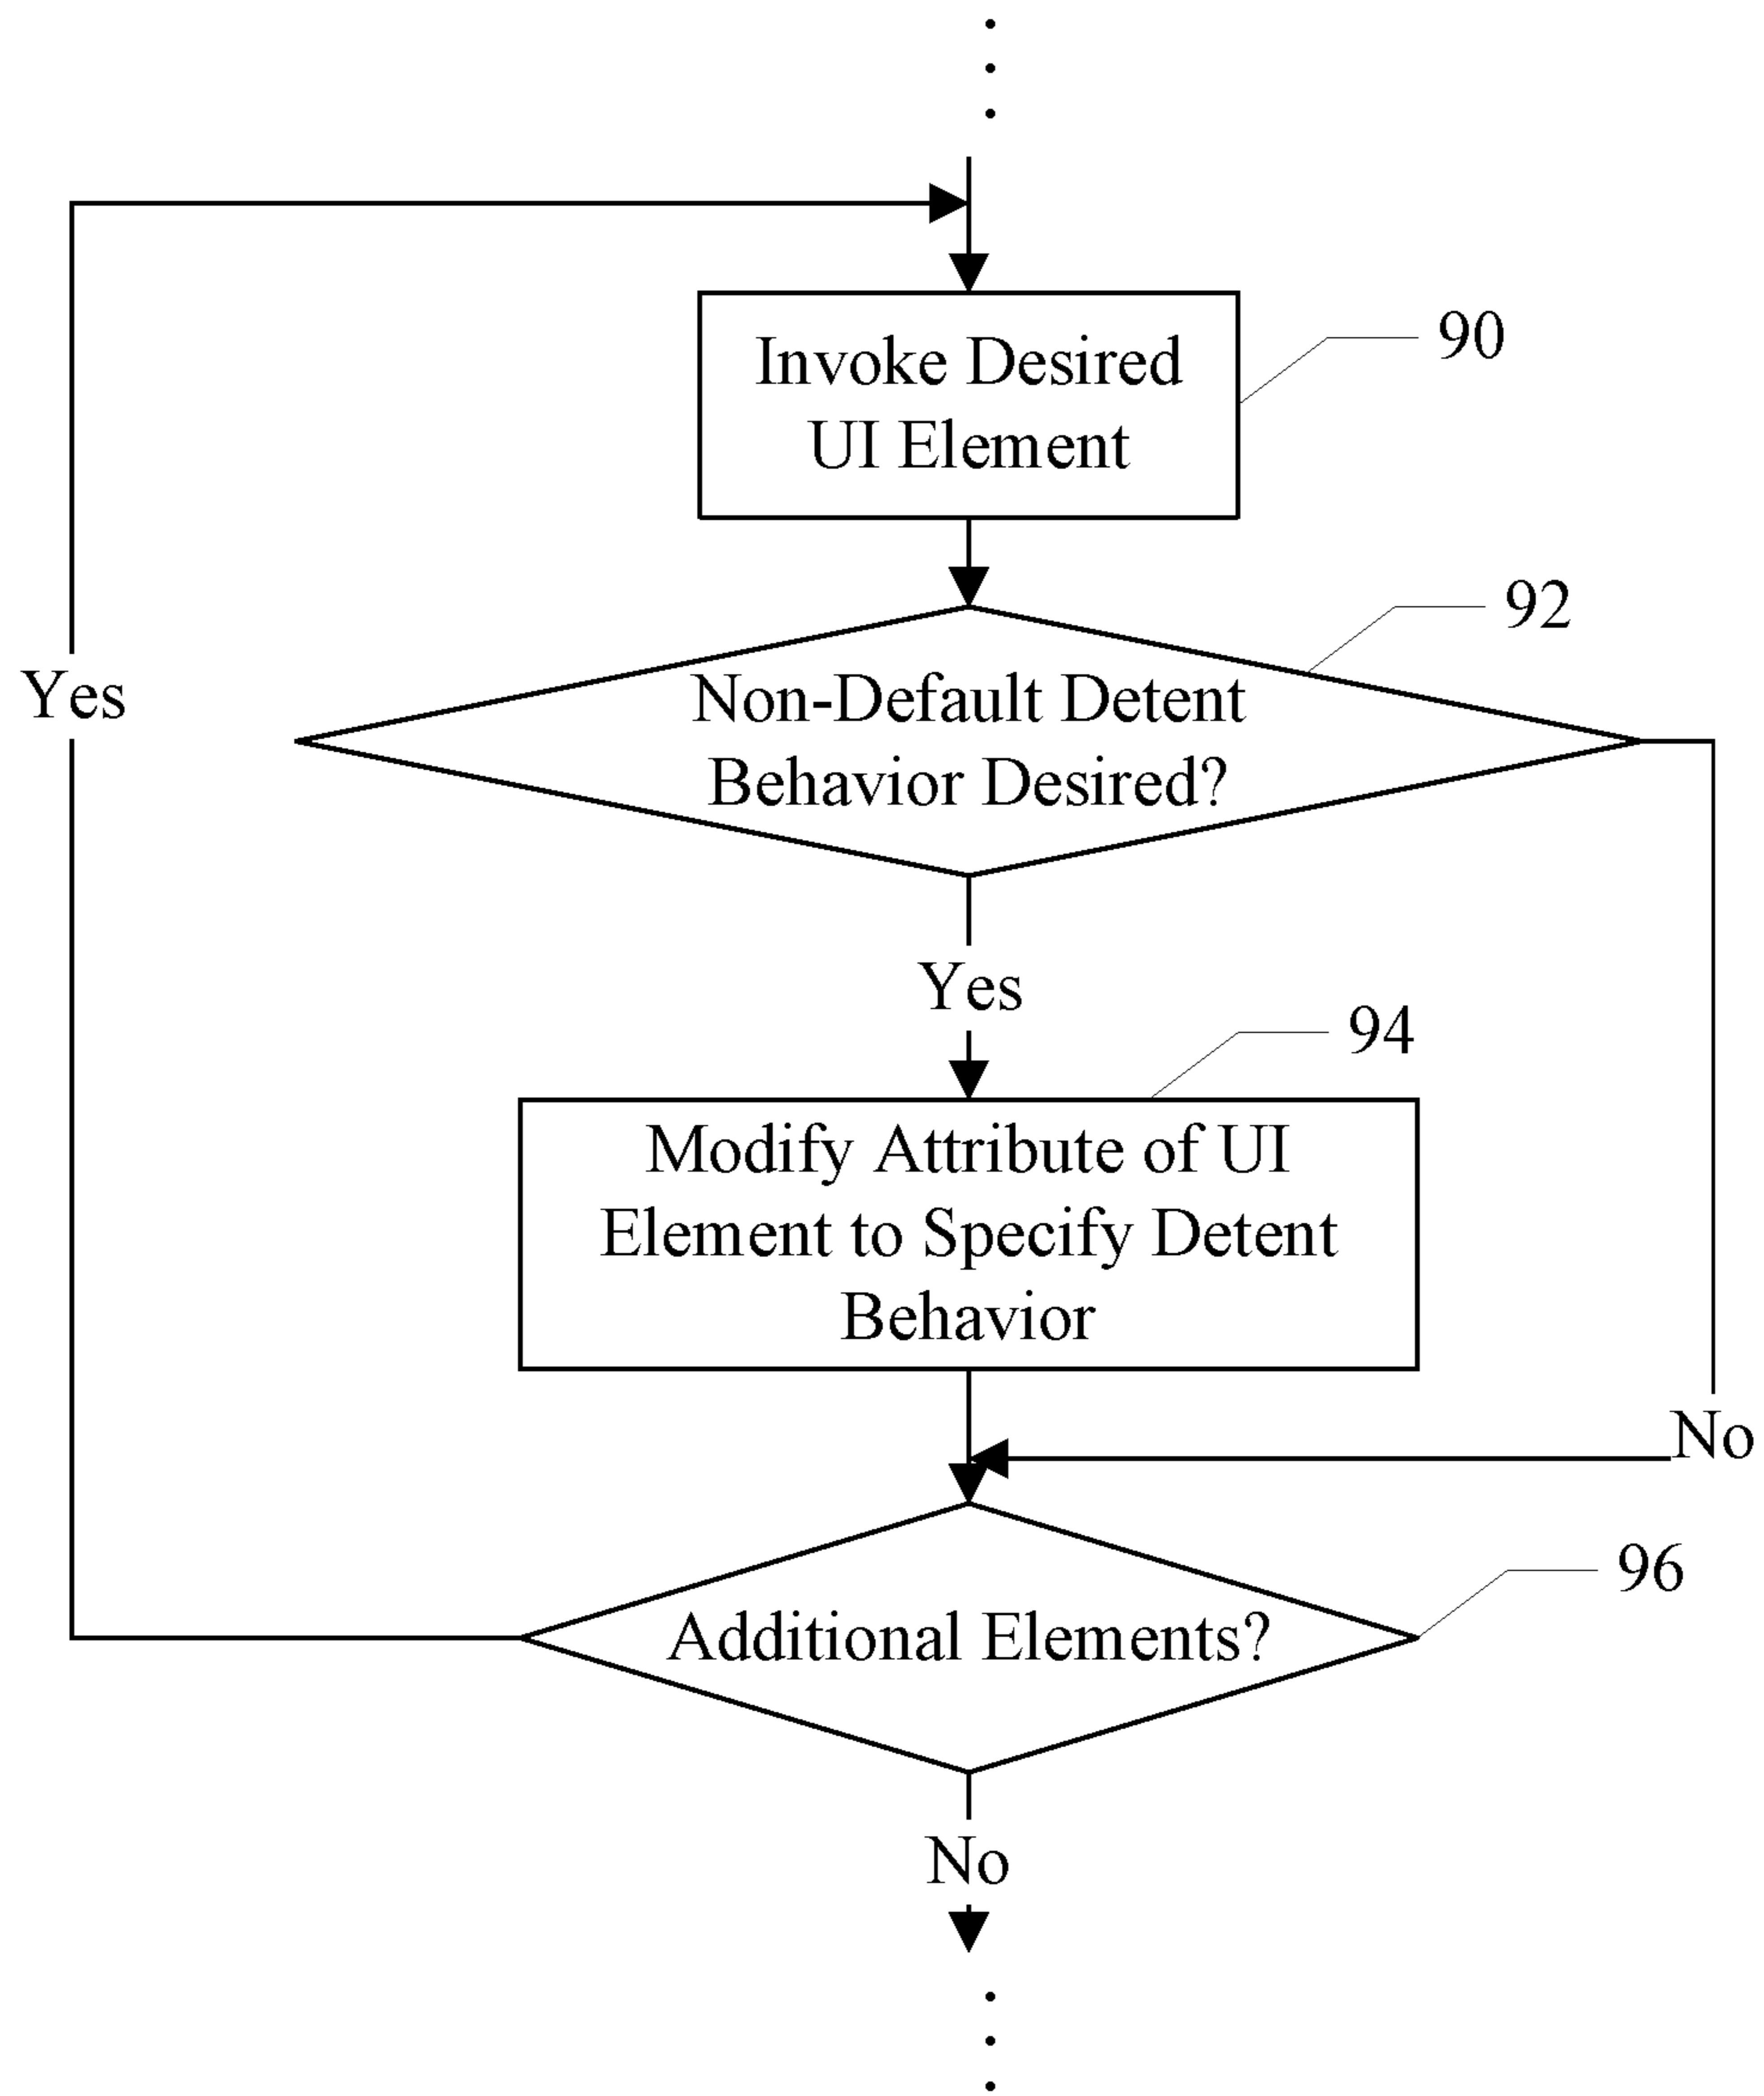 Invoke Desired
UI Element
90
92
Non-Default Detent
Behavior Desired?
Yes
Yes
94
Modify Attribute of UI
Element to Specify Detent
Behavior
No
96
Additional Elements?
No